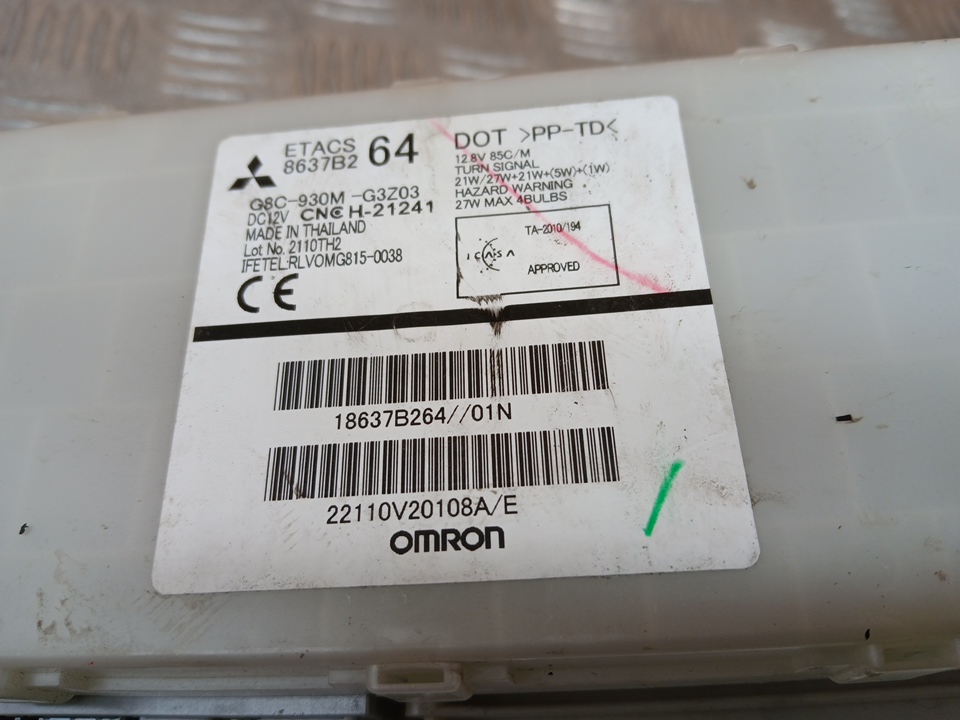 ETACS
8637B2 64
G8C-930M -G3Z03
DC12V CNC H-21241
MADE IN THAILAND
Lot No. 2110TH2
IFETEL:RLVOMG815-0038
CE
DOT >PP-TD<
12.8V 85C/M
TURN SIGNAL
21W/27W+21W+(5W)+(1W)
HAZARD WARNING
27W MAX 4BULBS
TA-2010/194
ICASA
APPROVED
18637B264//01N
22110V20108A/E
OMRON